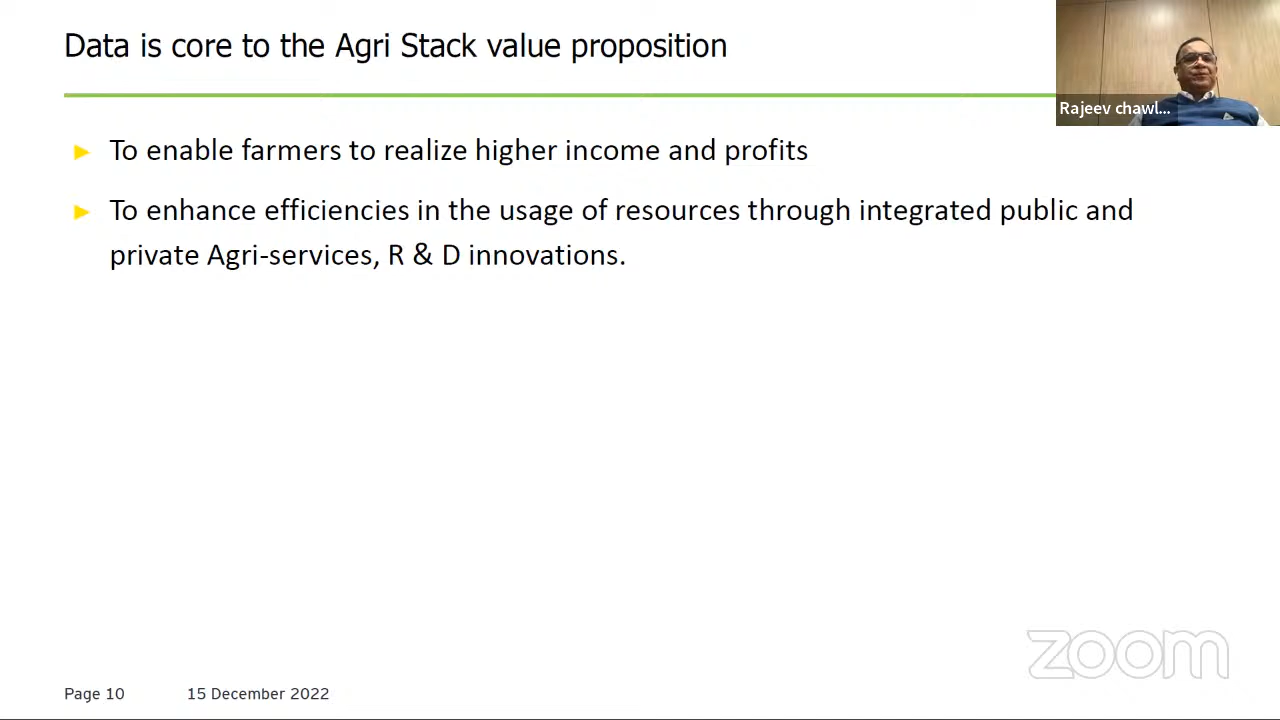 Data is core to the Agri Stack value proposition
Rajeev chawl...
► To enable farmers to realize higher income and profits
► To enhance efficiencies in the usage of resources through integrated public and
private Agri-services, R & D innovations.
zoom
Page 10 15 December 2022